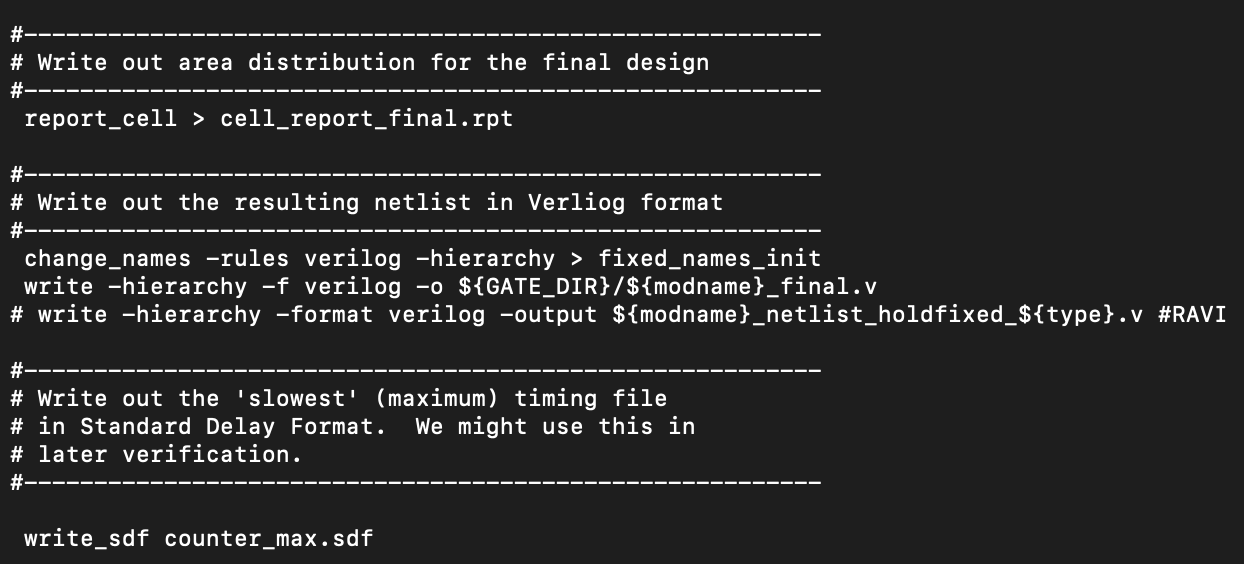 #---------------------------------------------------------
# Write out area distribution for the final design
#---------------------------------------------------------
 report_cell > cell_report_final.rpt

#---------------------------------------------------------
# Write out the resulting netlist in Verliog format
#---------------------------------------------------------
 change_names -rules verilog -hierarchy > fixed_names_init
 write -hierarchy -f verilog -o ${GATE_DIR}/${modname}_final.v
# write -hierarchy -format verilog -output ${modname}_netlist_holdfixed_${type}.v #RAVI

#---------------------------------------------------------
# Write out the 'slowest' (maximum) timing file
# in Standard Delay Format.  We might use this in
# later verification.
#---------------------------------------------------------

 write_sdf counter_max.sdf